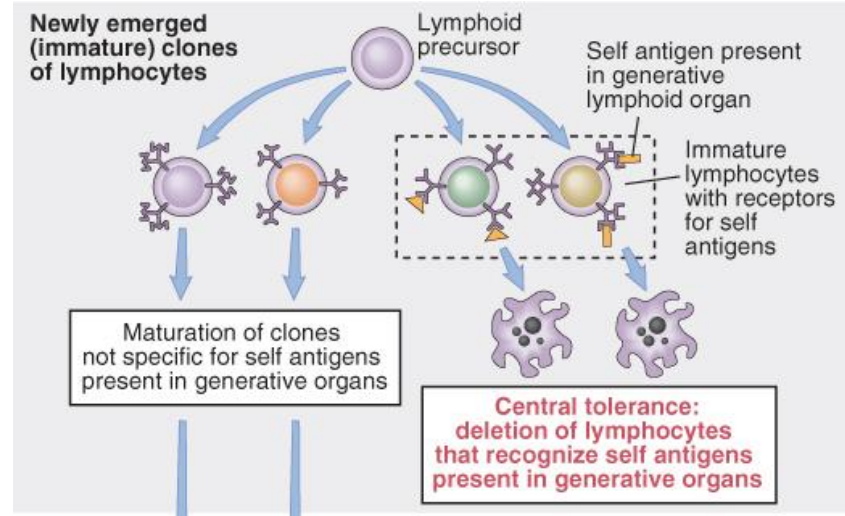 Newly emerged
(immature) clones
of lymphocytes
Lymphoid
precursor
Self antigen present
in generative
lymphoid organ
Immature
lymphocytes
with receptors
for self
antigens
Maturation of clones
not specific for self antigens
present in generative organs
Central tolerance:
deletion of lymphocytes
that recognize self antigens
present in generative organs